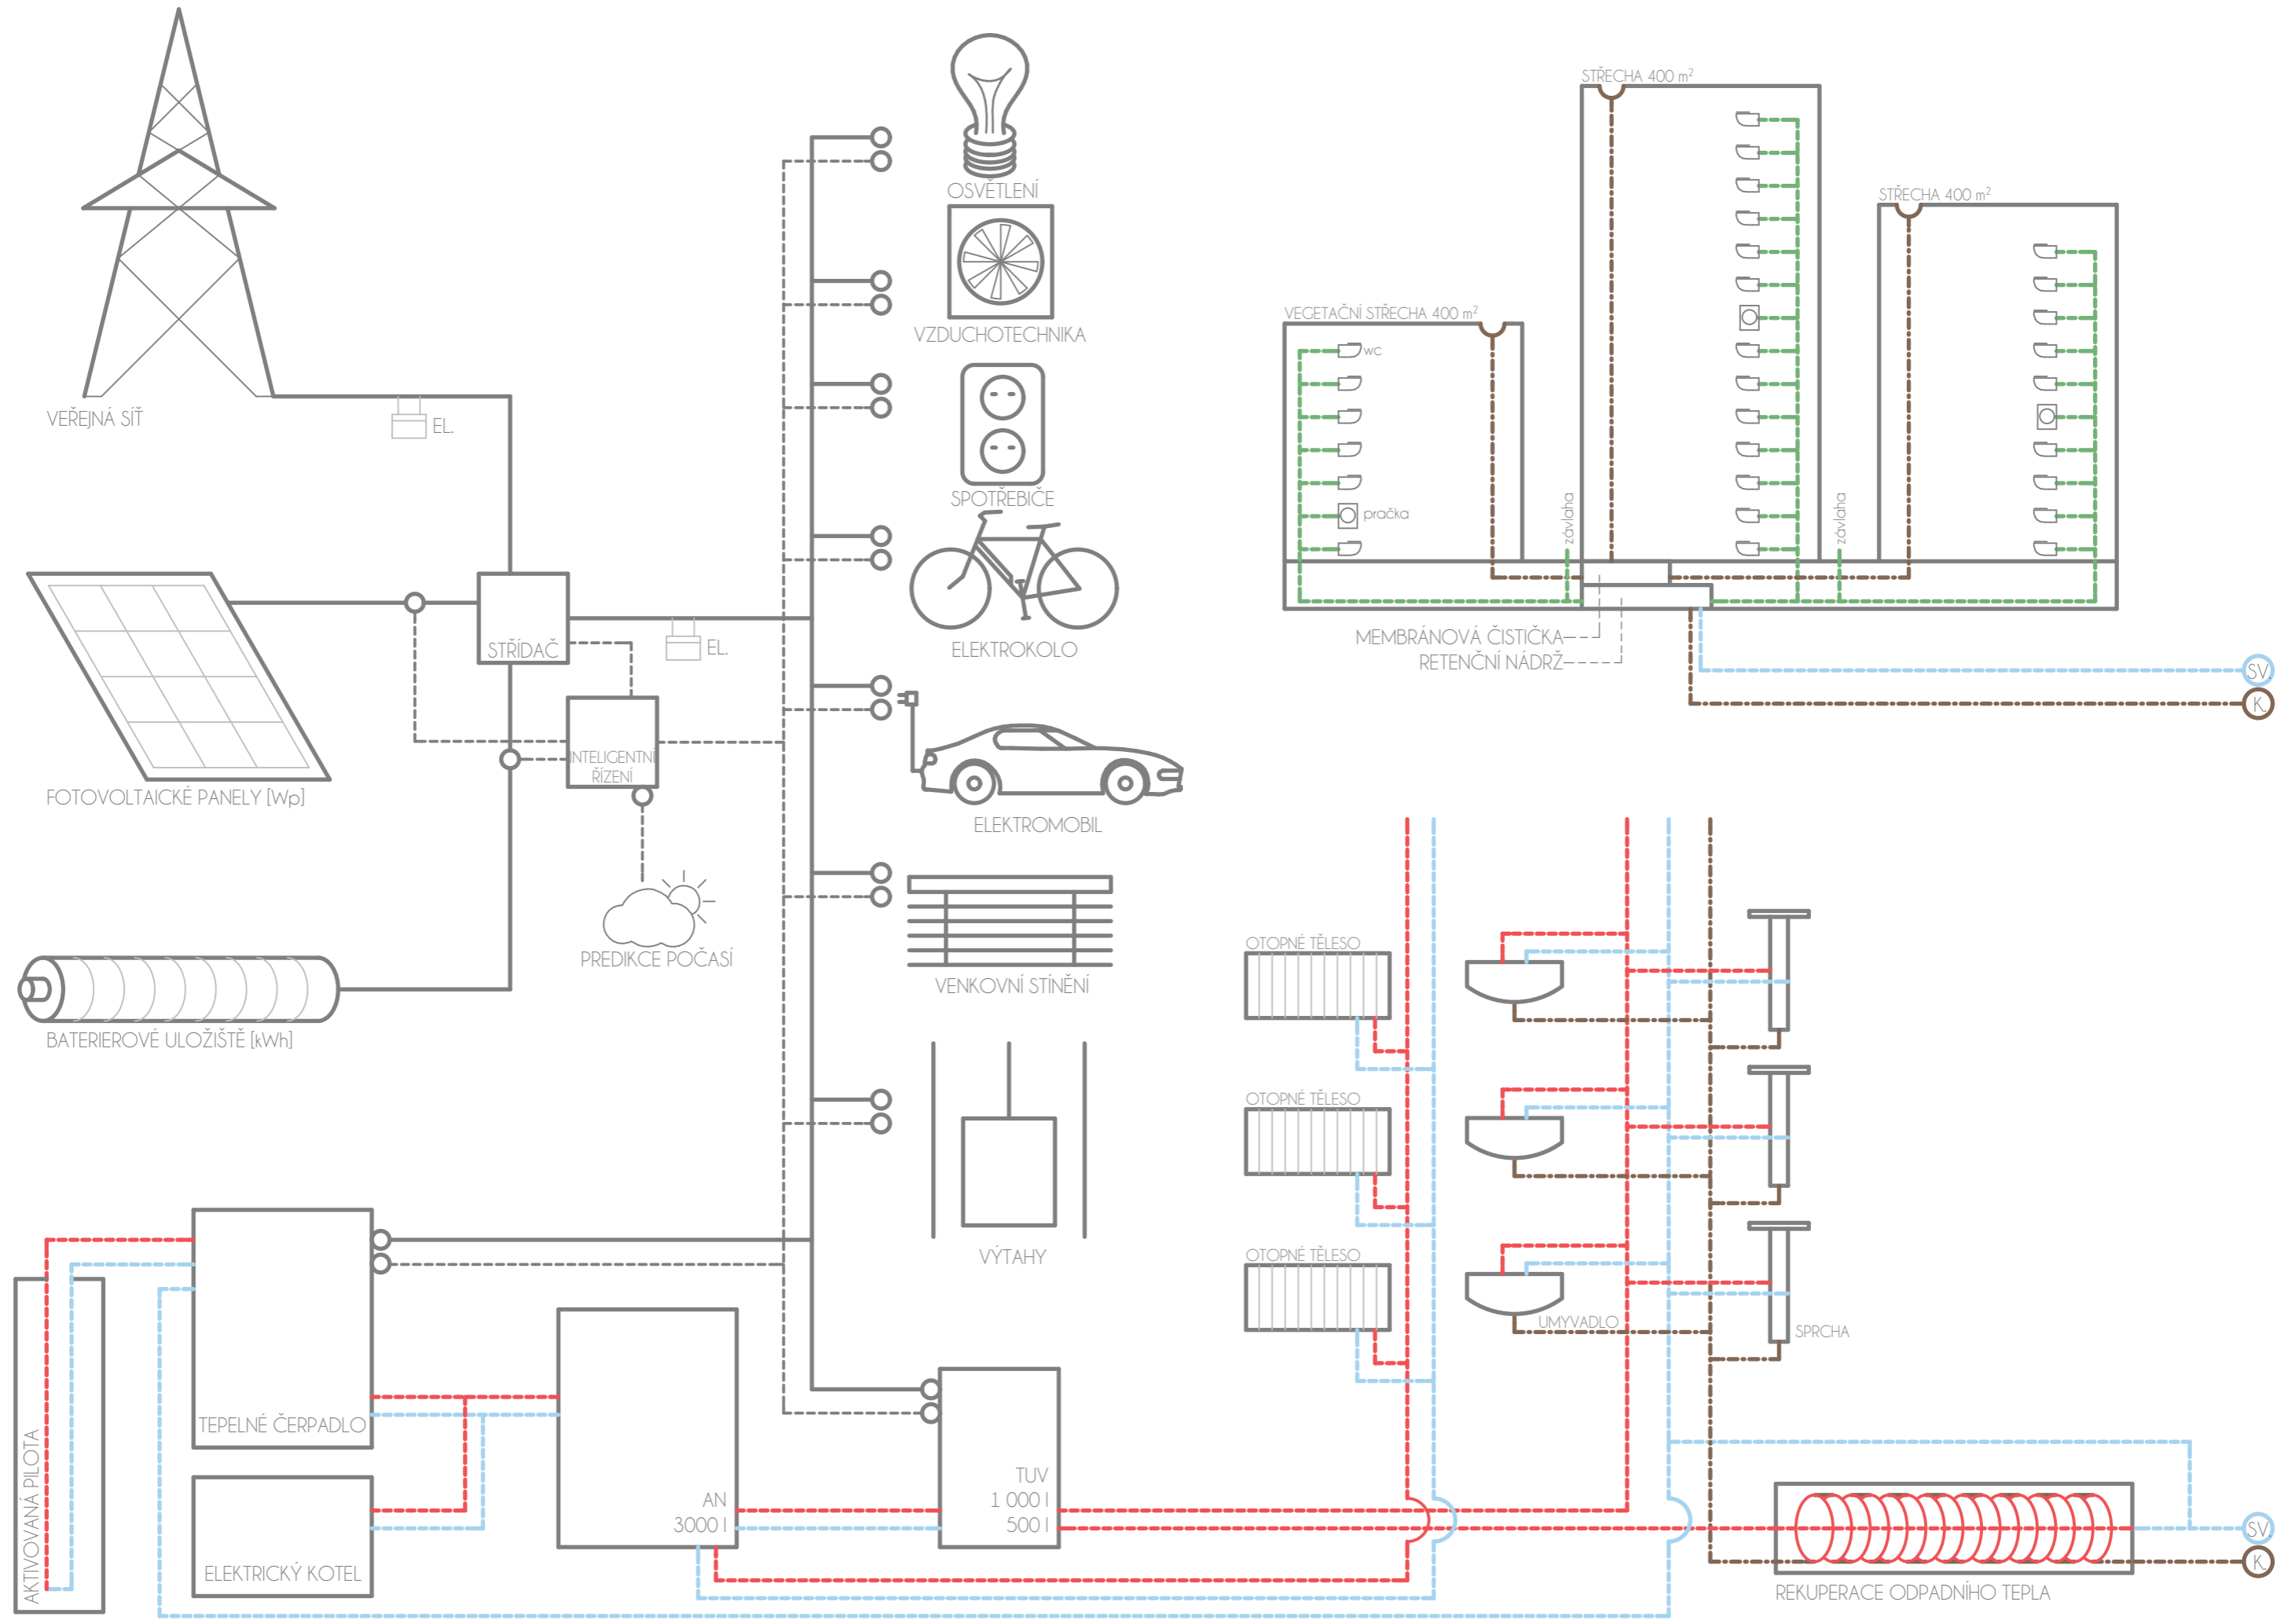 VEŘEJNÁ SÍŤ
EL.
FOTOVOLTAICKÉ PANELY [Wp]
STŘÍDAČ
EL.
INTELIGENTNÍ
ŘÍZENÍ
PREDIKCE POČASÍ
BATERIEROVÉ ULOŽIŠTĚ [kWh]
OSVĚTLENÍ
VZDUCHOTECHNIKA
SPOTŘEBIČE
ELEKTROKOLO
ELEKTROMOBIL
VENKOVNÍ STÍNĚNÍ
VÝTAHY
AKTIVOVANÁ PILOTA
TEPELNÉ ČERPADLO
ELEKTRICKÝ KOTEL
AN
3000 l
TUV
1 000 l
500 l
STŘECHA 400 m²
STŘECHA 400 m²
VEGETAČNÍ STŘECHA 400 m²
wc
pračka
závlaha
závlaha
MEMBRÁNOVÁ ČISTIČKA
RETENČNÍ NÁDRŽ
SV.
K.
OTOPNÉ TĚLESO
OTOPNÉ TĚLESO
OTOPNÉ TĚLESO
UMYVADLO
SPRCHA
SV.
K.
REKUPERACE ODPADNÍHO TEPLA